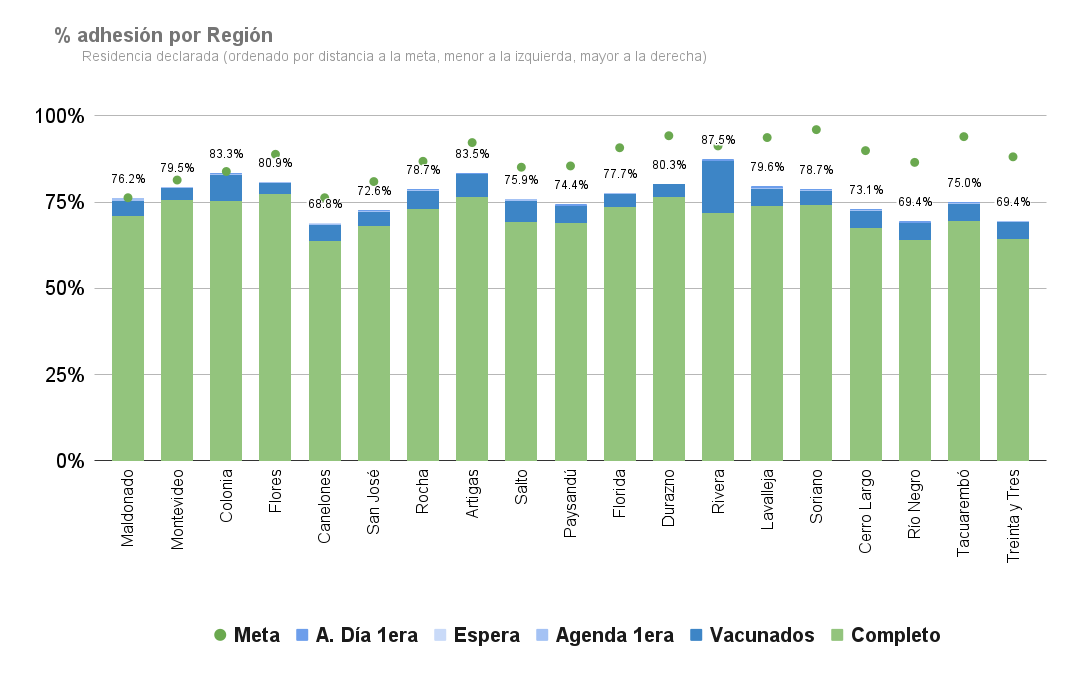 % adhesión por Región
Residencia declarada (ordenado por distancia a la meta, menor a la izquierda, mayor a la derecha)
100%
75%
50%
25%
0%
76.2%
79.5%
83.3%
80.9%
68.8%
72.6%
78.7%
83.5%
75.9%
74.4%
77.7%
80.3%
87.5%
79.6%
78.7%
73.1%
69.4%
75.0%
69.4%
Maldonado
Montevideo
Colonia
Flores
Canelones
San José
Rocha
Artigas
Salto
Paysandú
Florida
Durazno
Rivera
Lavalleja
Soriano
Cerro Largo
Río Negro
Tacuarembó
Treinta y Tres
Meta A. Día 1era Espera Agenda 1era Vacunados Completo